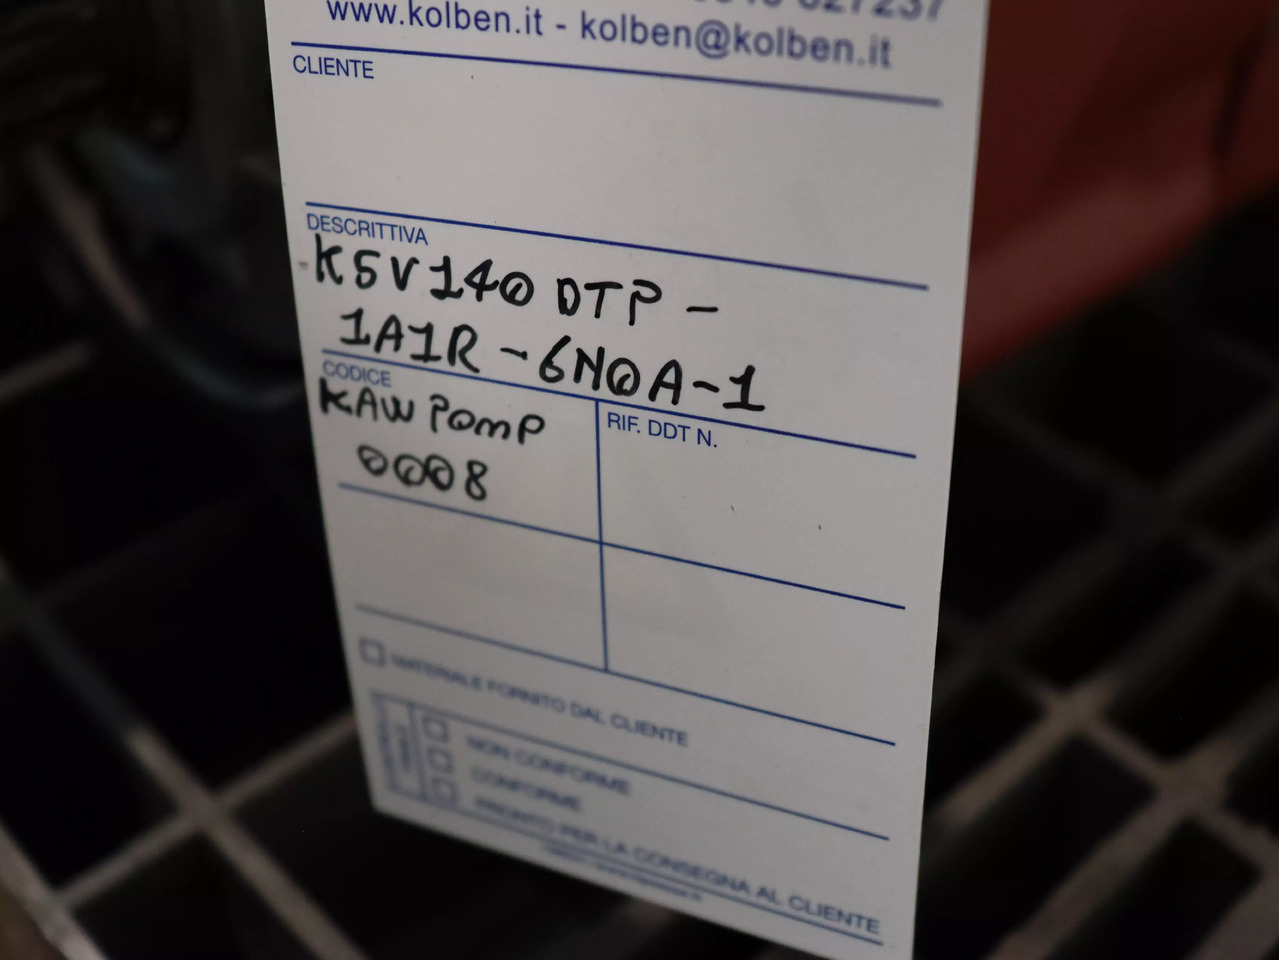 www.kolben.it - kolben@kolben.it
CLIENTE
DESCRITTIVA
K5V140 DTP -
1A1R - 6N0A-1
CODICE
KAW POMP
0008
RIF. DDT N.
MATERIALE FORNITO DAL CLIENTE
NON CONFORME
CONFORME
PRONTO PER LA CONSEGNA AL CLIENTE